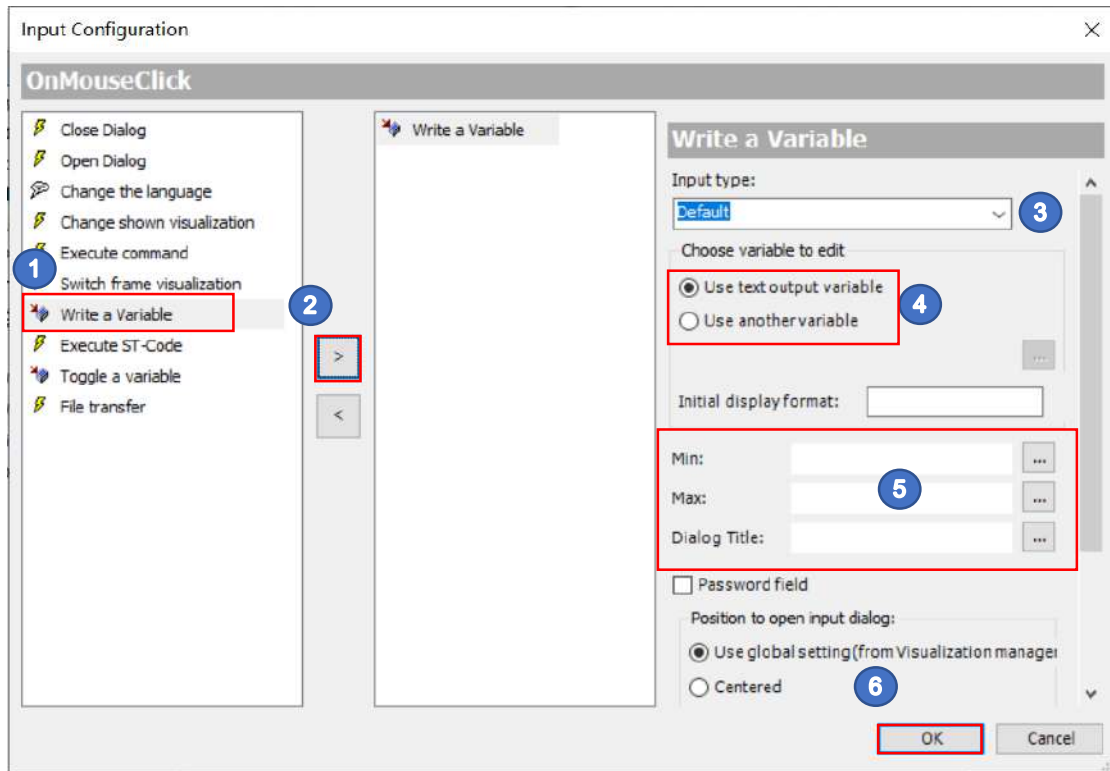 Input Configuration
OnMouseClick
Close Dialog
Open Dialog
Change the language
Change shown visualization
Execute command
1
Switch frame visualization
Write a Variable
Execute ST-Code
Toggle a variable
File transfer
2
>
<
Write a Variable
Write a Variable
Input type:
Default
3
Choose variable to edit
Use text output variable
4
Use another variable
...
Initial display format:
Min:
...
5
Max:
...
Dialog Title:
...
Password field
Position to open input dialog:
Use global setting(from Visualization manager
Centered
6
OK
Cancel